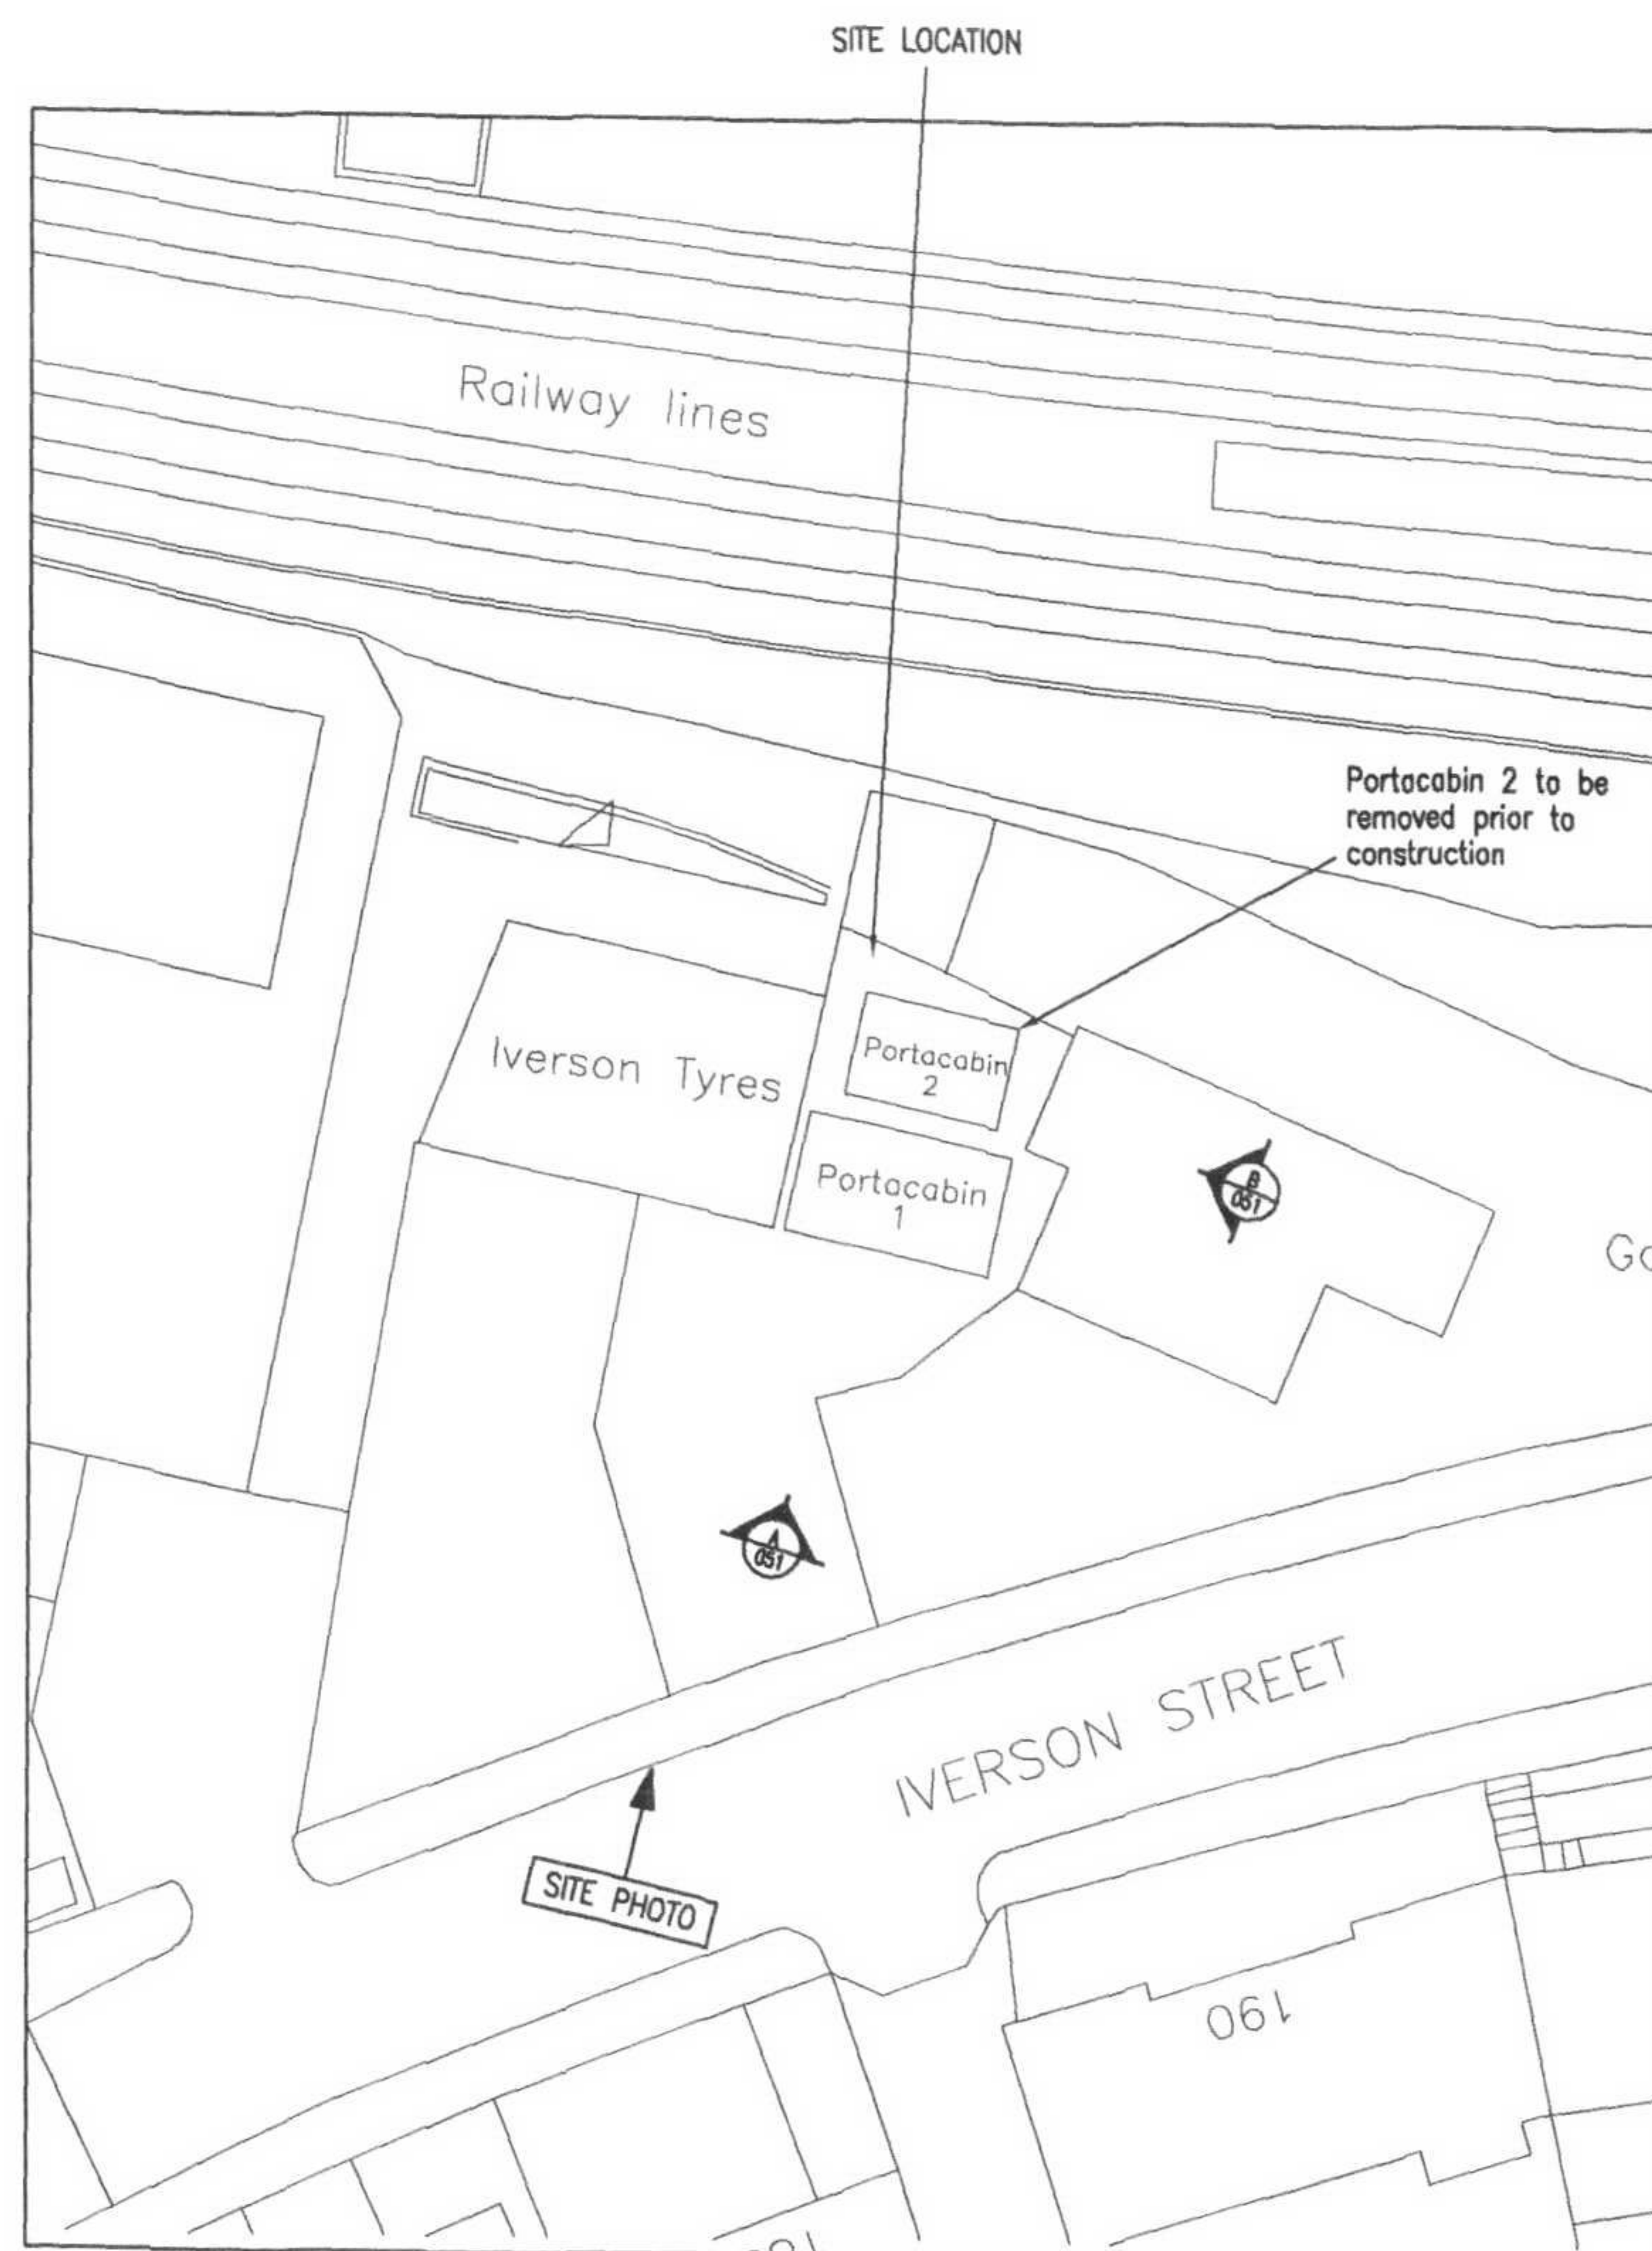 SITE LOCATION
Railway lines
Portacabin 2 to be
removed prior to
construction
Iverson Tyres
Portacabin
2
Portacabin
1
B
051
A
051
IVERSON STREET
SITE PHOTO
190